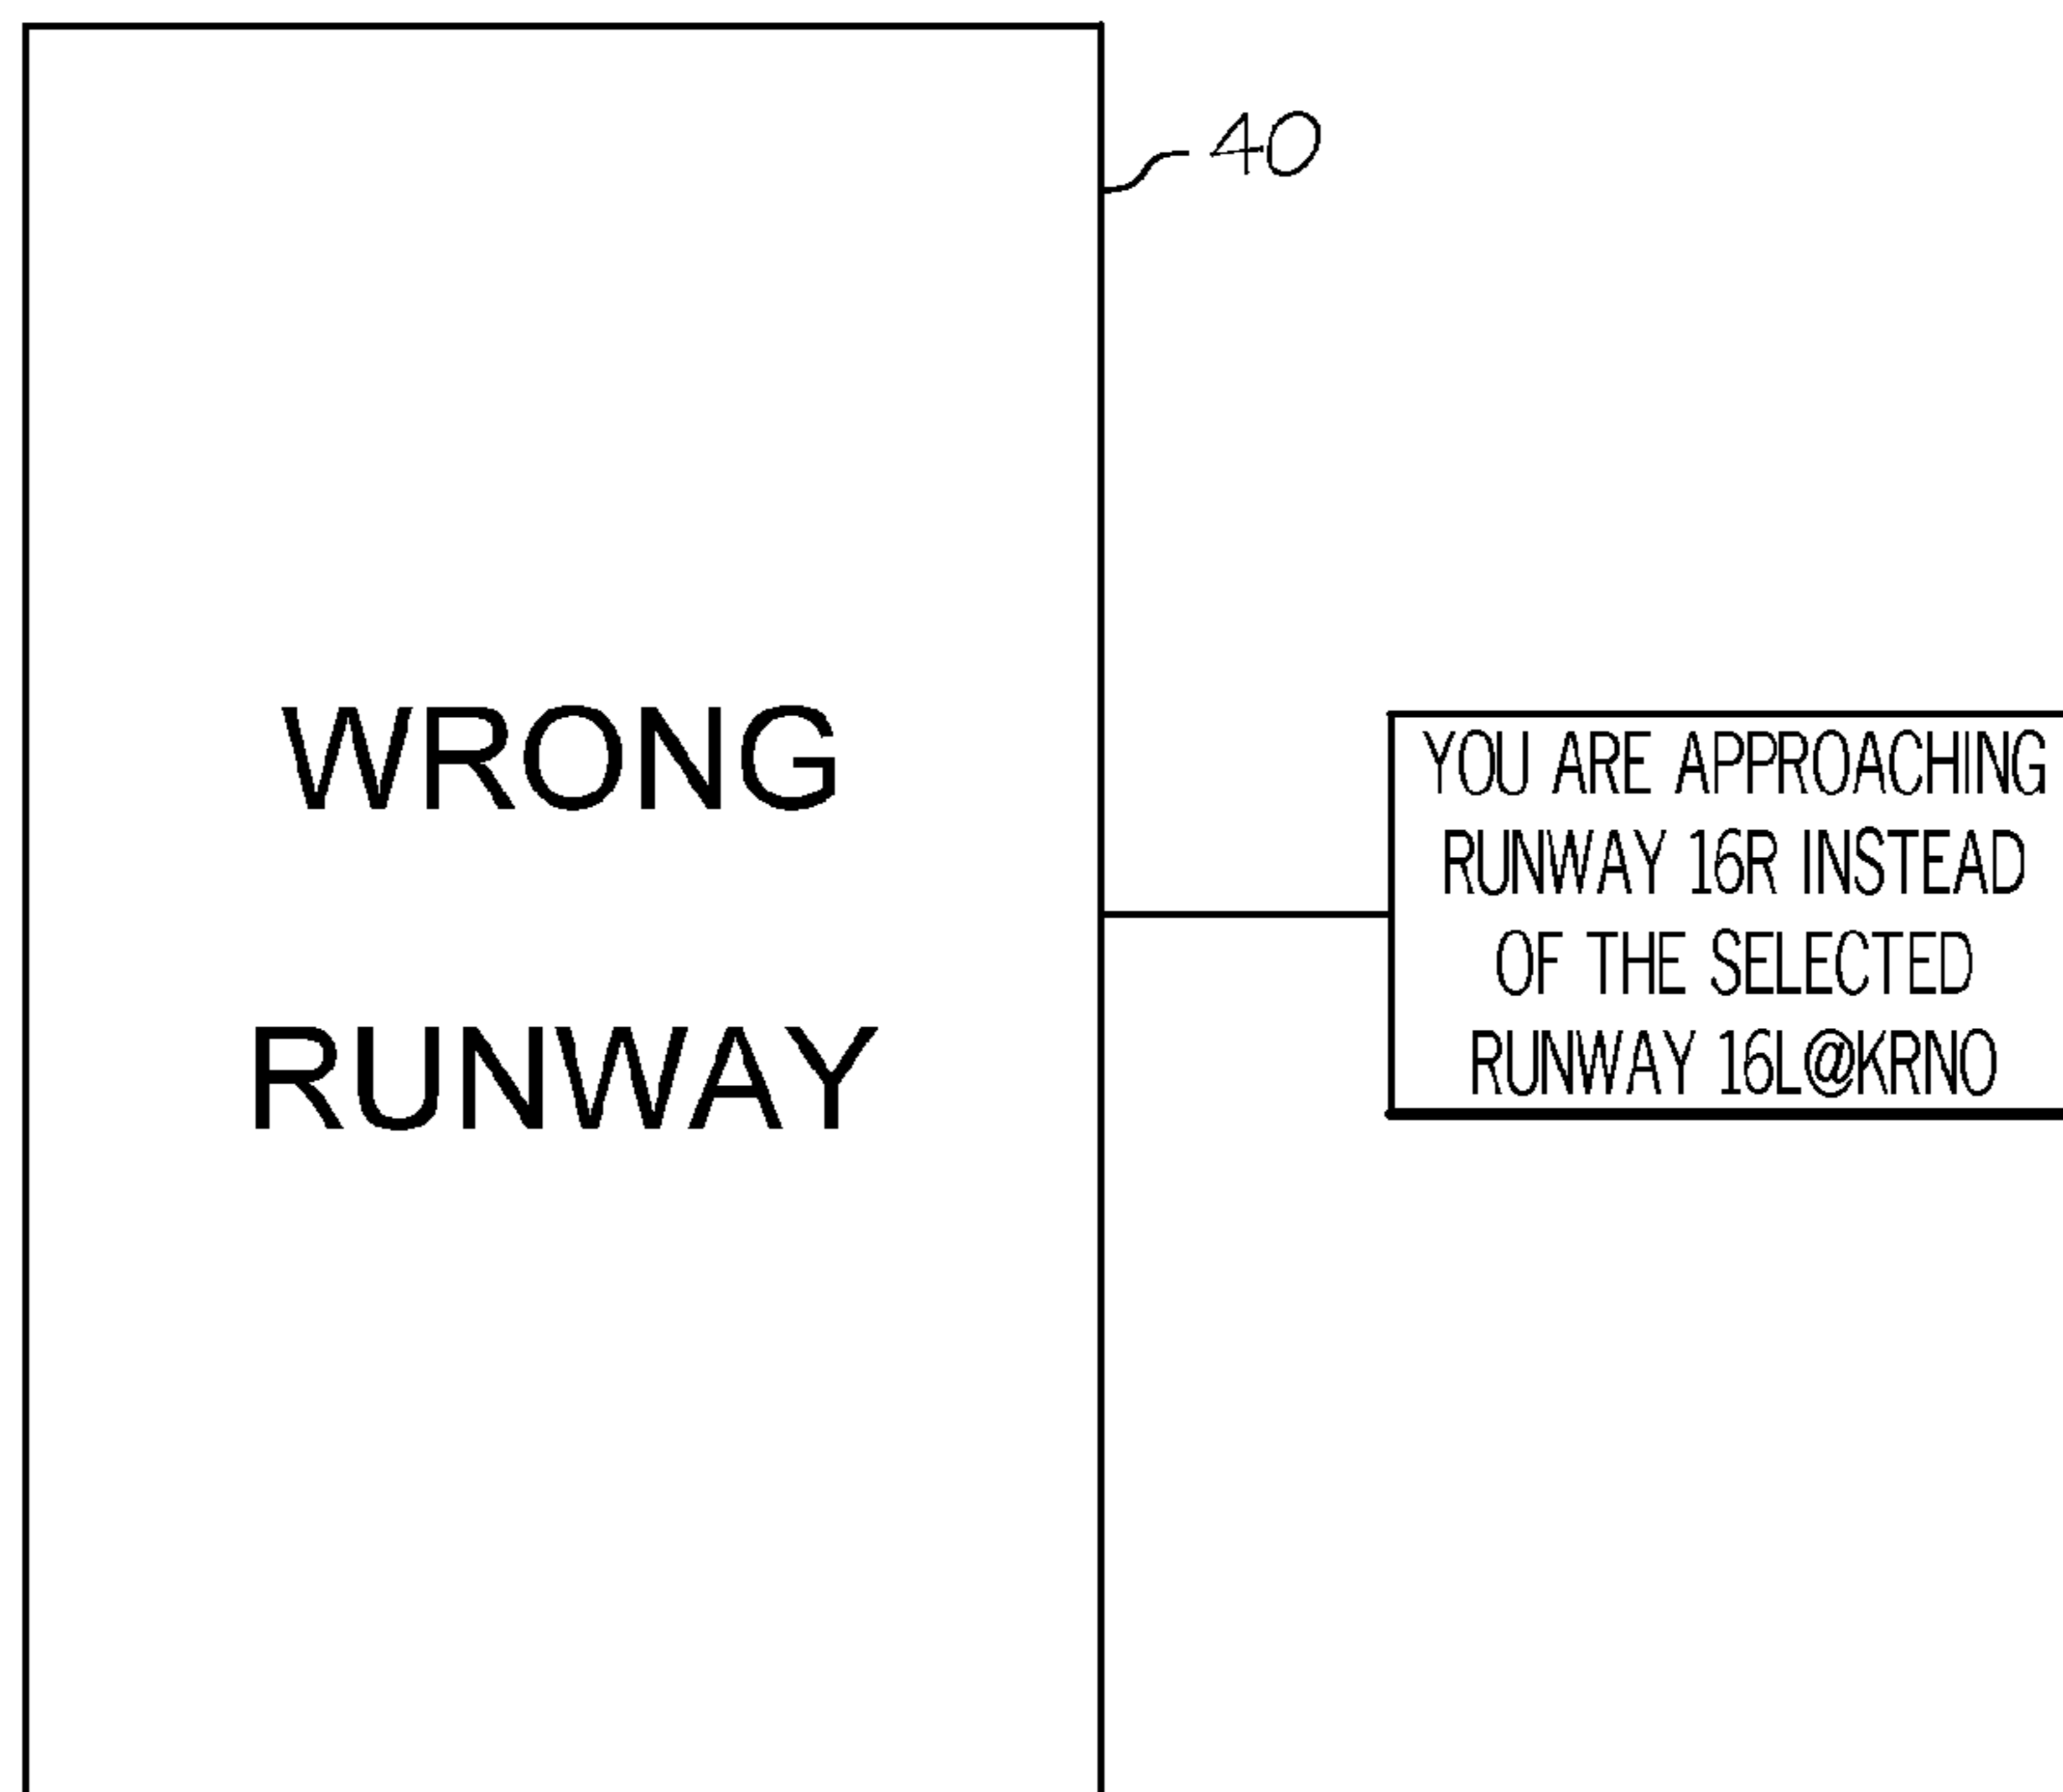 40
WRONG
RUNWAY
YOU ARE APPROACHING
RUNWAY 16R INSTEAD
OF THE SELECTED
RUNWAY 16L@KRNO